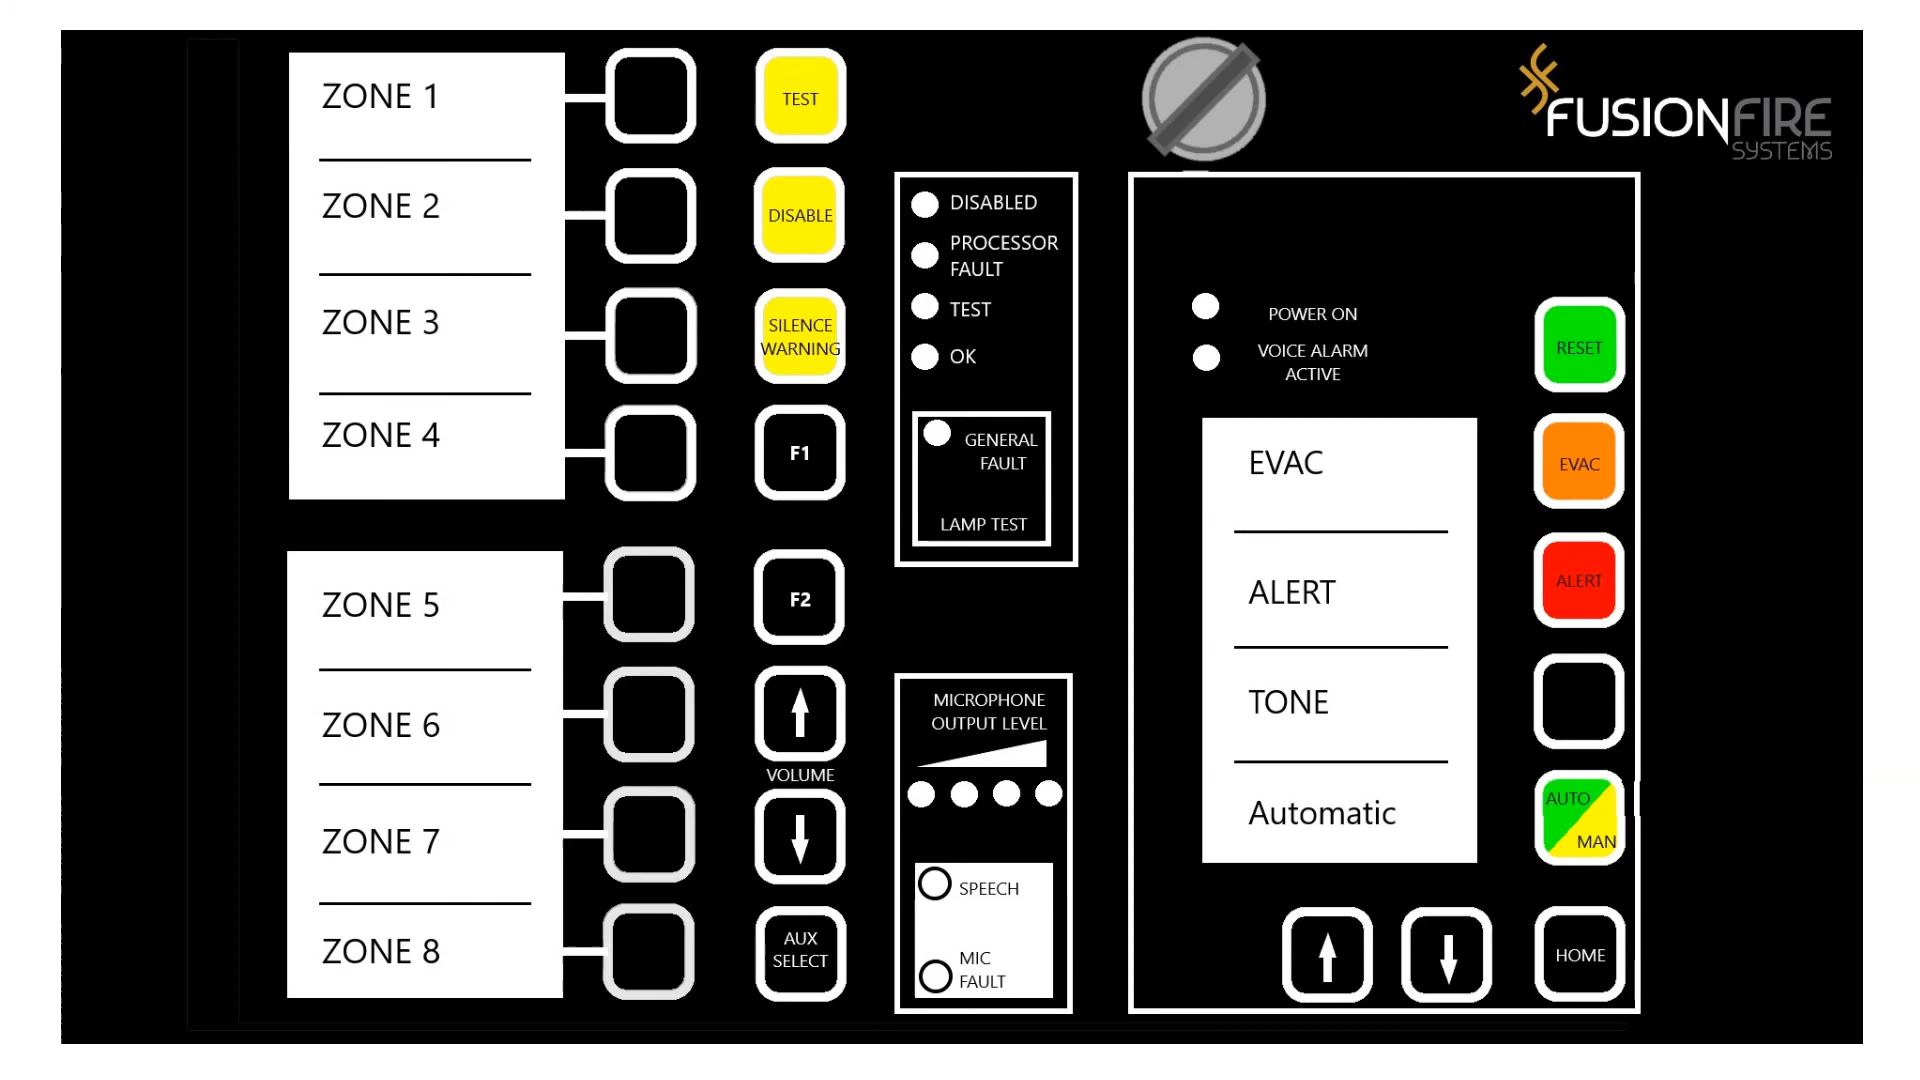 ZONE 1
ZONE 2
ZONE 3
ZONE 4
ZONE 5
ZONE 6
ZONE 7
ZONE 8
TEST
DISABLE
SILENCE
WARNING
F1
F2
VOLUME
AUX
SELECT
DISABLED
PROCESSOR
FAULT
TEST
OK
GENERAL
FAULT
LAMP TEST
MICROPHONE
OUTPUT LEVEL
SPEECH
MIC
FAULT
FUSIONFIRE
SYSTEMS
POWER ON
VOICE ALARM
ACTIVE
EVAC
ALERT
TONE
Automatic
RESET
EVAC
ALERT
AUTO
MAN
HOME